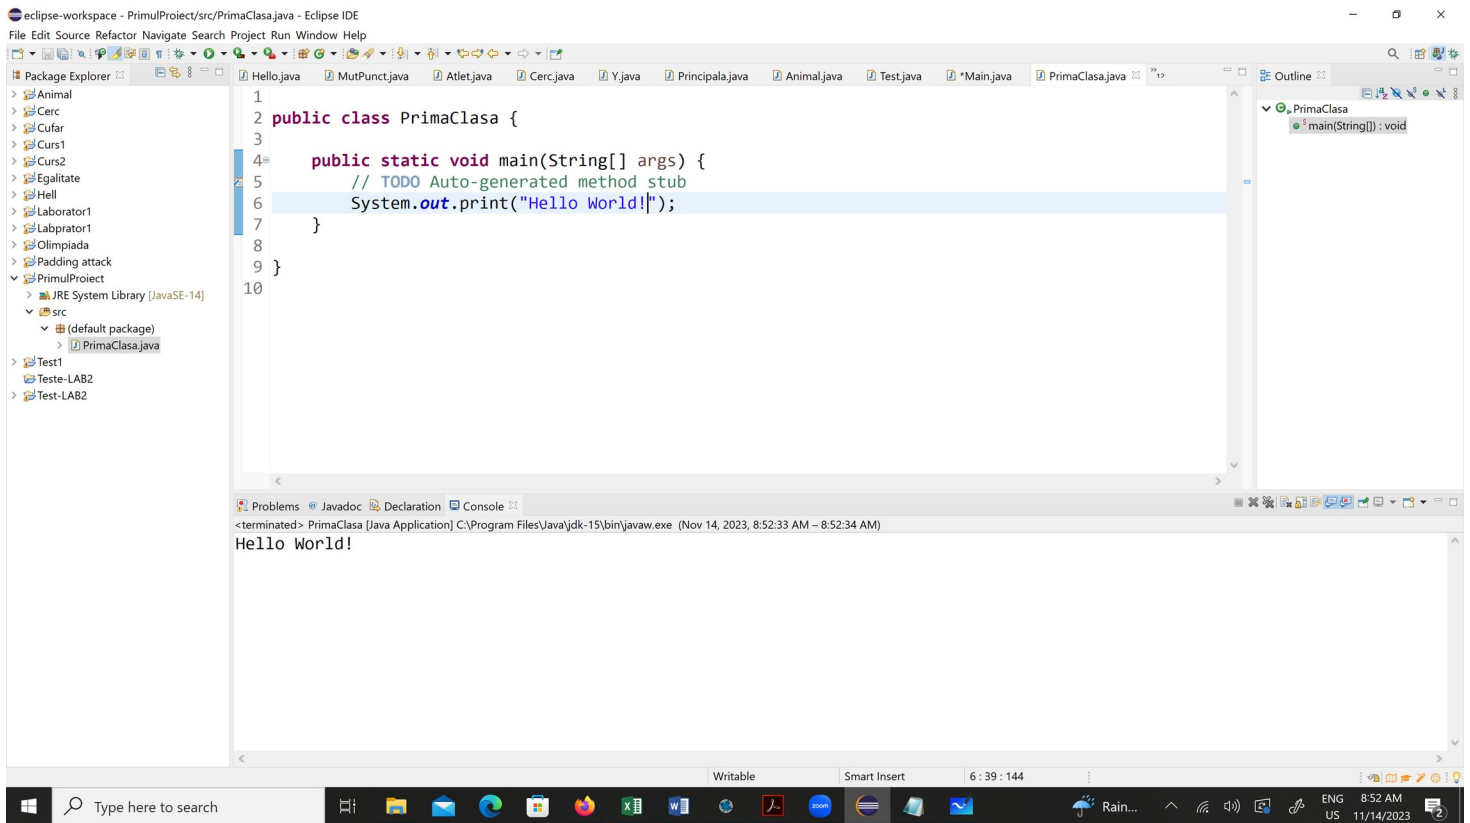 eclipse-workspace - PrimulProiect/src/PrimaClasa.java - Eclipse IDE
File Edit Source Refactor Navigate Search Project Run Window Help
Package Explorer
Animal
Cerc
Cufar
Curs1
Curs2
Egalitate
Hell
Laborator1
Labprator1
Olimpiada
Padding attack
PrimulProiect
JRE System Library [JavaSE-14]
src
(default package)
PrimaClasa.java
Test1
Teste-LAB2
Test-LAB2
Hello.java MutPunct.java Atlet.java Cerc.java Y.java Principala.java Animal.java Test.java *Main.java PrimaClasa.java »12
1
2 public class PrimaClasa {
3
4 public static void main(String[] args) {
5 // TODO Auto-generated method stub
6 System.out.print("Hello World!");
7 }
8
9 }
10
Outline
PrimaClasa
main(String[]) : void
Problems Javadoc Declaration Console
<terminated> PrimaClasa [Java Application] C:\Program Files\Java\jdk-15\bin\javaw.exe (Nov 14, 2023, 8:52:33 AM – 8:52:34 AM)
Hello World!
Writable Smart Insert 6 : 39 : 144
Type here to search
zoom
Rain...
ENG
US
8:52 AM
11/14/2023
2